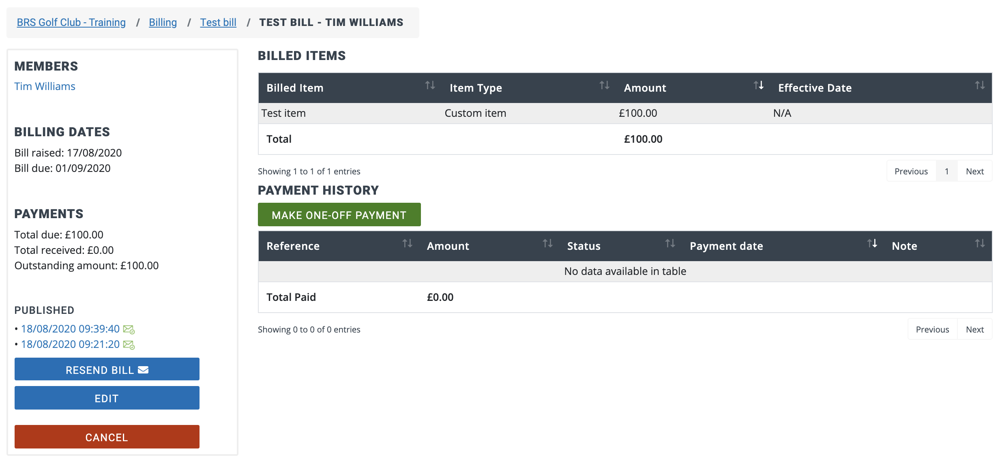 BRS Golf Club - Training / Billing / Test bill / TEST BILL - TIM WILLIAMS
MEMBERS
Tim Williams
BILLING DATES
Bill raised: 17/08/2020
Bill due: 01/09/2020
PAYMENTS
Total due: £100.00
Total received: £0.00
Outstanding amount: £100.00
PUBLISHED
• 18/08/2020 09:39:40
• 18/08/2020 09:21:20
RESEND BILL
EDIT
CANCEL
BILLED ITEMS
Billed Item Item Type Amount Effective Date
Test item Custom item £100.00 N/A
Total £100.00
Showing 1 to 1 of 1 entries Previous 1 Next
PAYMENT HISTORY
MAKE ONE-OFF PAYMENT
Reference Amount Status Payment date Note
No data available in table
Total Paid £0.00
Showing 0 to 0 of 0 entries Previous Next